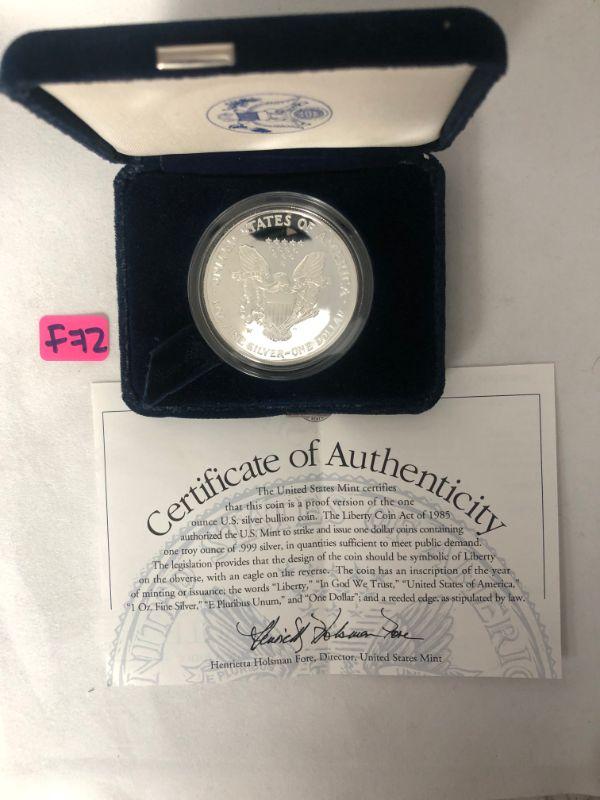 UNITED STATES OF AMERICA
FINE SILVER~ONE DOLLAR
F72
Certificate of Authenticity
The United States Mint certifies
that this coin is a proof version of the one
ounce U.S. silver bullion coin. The Liberty Coin Act of 1985
authorized the U.S. Mint to strike and issue one dollar coins containing
one troy ounce of .999 silver, in quantities sufficient to meet public demand.
The legislation provides that the design of the coin should be symbolic of Liberty
on the obverse, with an eagle on the reverse. The coin has an inscription of the year
of minting or issuance; the words "Liberty," "In God We Trust," "United States of America,"
"1 Oz. Fine Silver," "E Pluribus Unum," and "One Dollar"; and a reeded edge, as stipulated by law.
Henrietta Holsman Fore
Henrietta Holsman Fore, Director, United States Mint